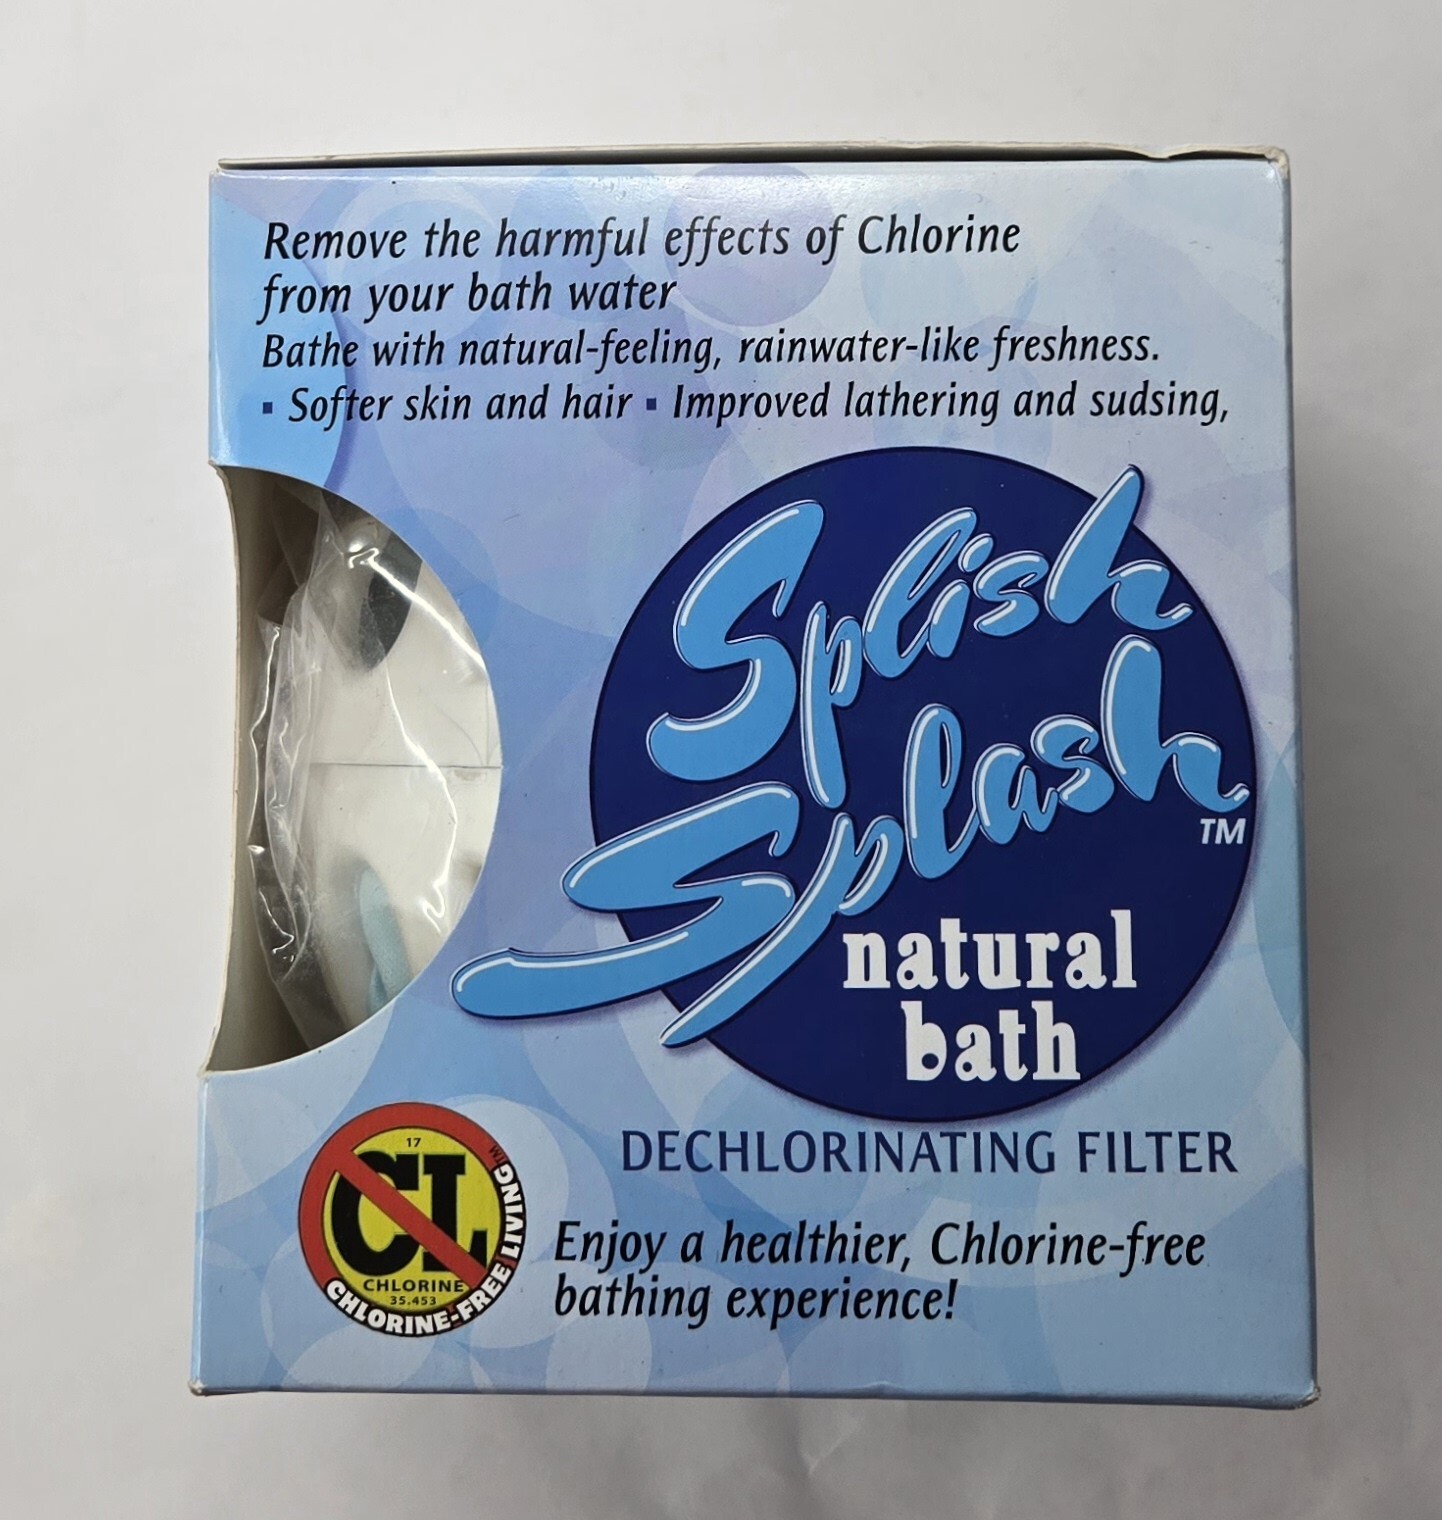 Remove the harmful effects of Chlorine
from your bath water
Bathe with natural-feeling, rainwater-like freshness.
▪ Softer skin and hair ▪ Improved lathering and sudsing,
Splish
Splash
TM
natural
bath
DECHLORINATING FILTER
17
CL
CHLORINE
35.453
CHLORINE-FREE LIVING™
Enjoy a healthier, Chlorine-free
bathing experience!